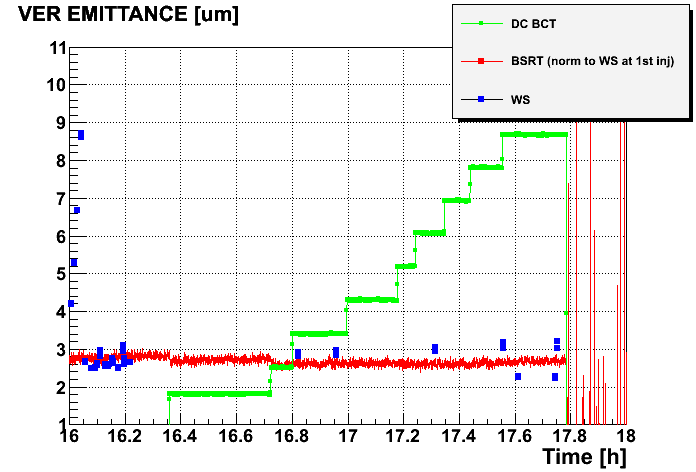 VER EMITTANCE [um]
DC BCT
BSRT (norm to WS at 1st inj)
WS
11
10
9
8
7
6
5
4
3
2
1
16 16.2 16.4 16.6 16.8 17 17.2 17.4 17.6 17.8 18
Time [h]